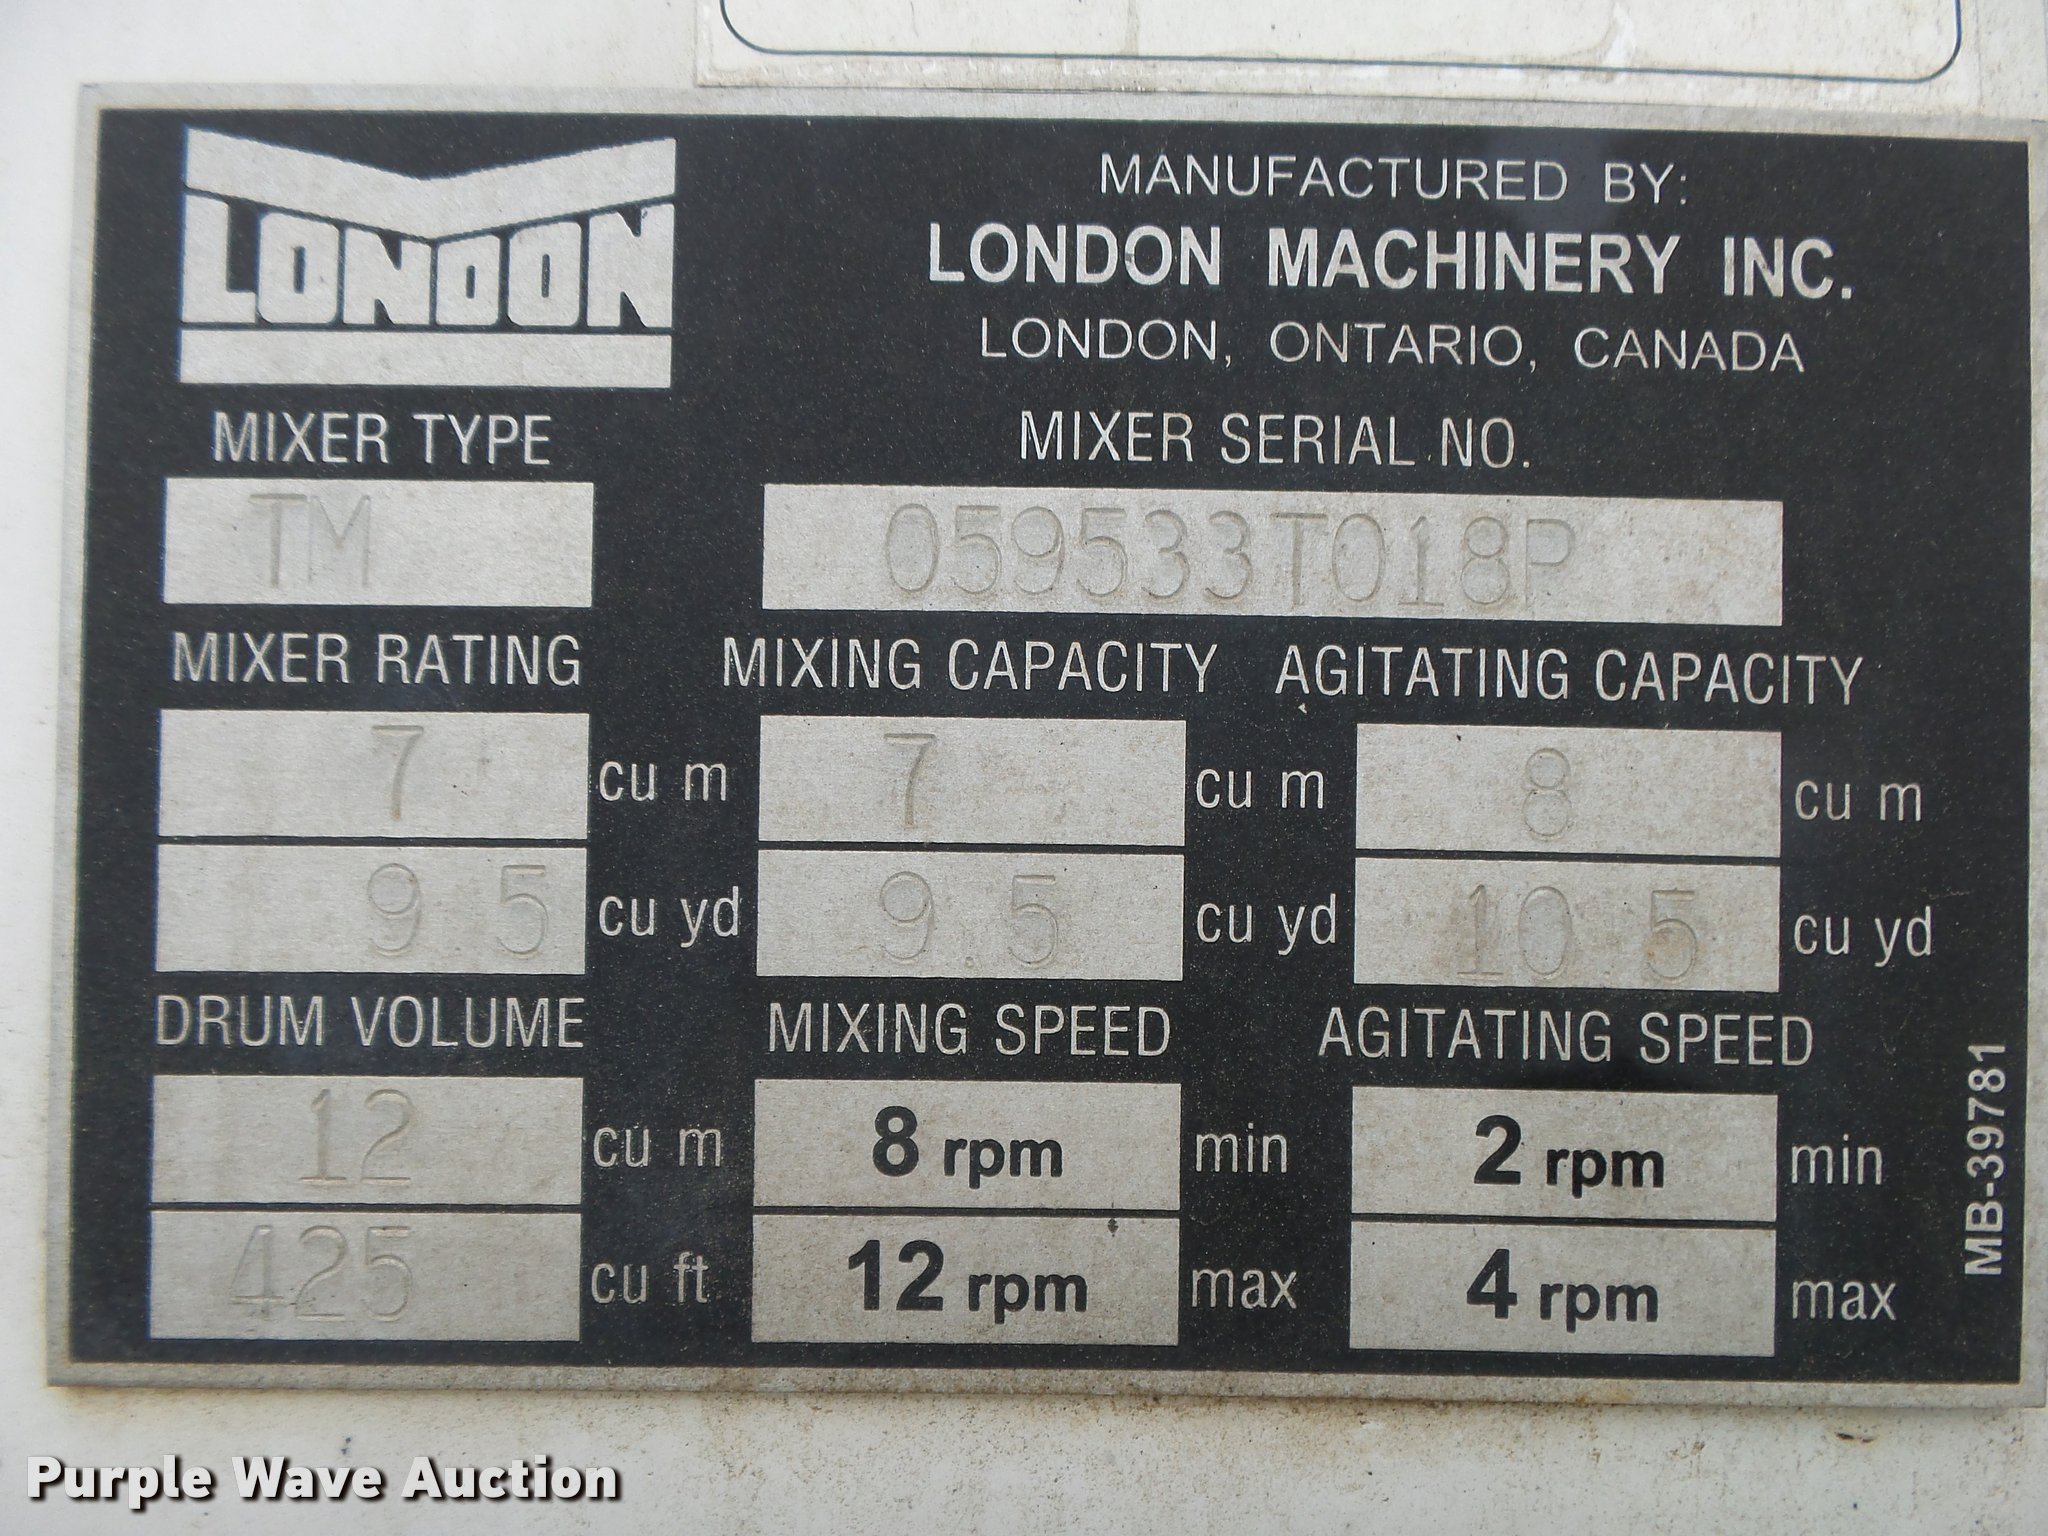 LONDON
MANUFACTURED BY:
LONDON MACHINERY INC.
LONDON, ONTARIO, CANADA
MIXER TYPE
MIXER SERIAL NO.
TM
059533T018P
MIXER RATING
MIXING CAPACITY
AGITATING CAPACITY
7 cu m
7 cu m
8 cu m
9 5 cu yd
9 5 cu yd
10 5 cu yd
DRUM VOLUME
MIXING SPEED
AGITATING SPEED
12 cu m
8 rpm min
2 rpm min
425 cu ft
12 rpm max
4 rpm max
MB-39781
Purple Wave Auction